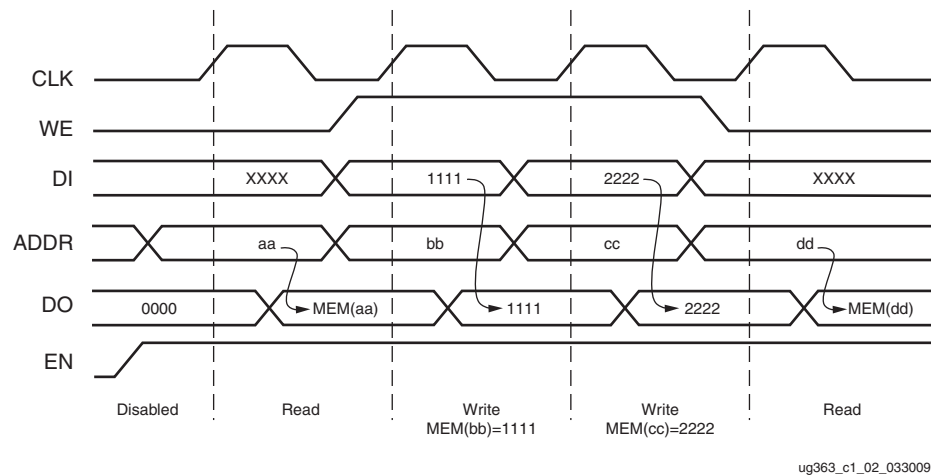 CLK
WE
DI
XXXX
1111
2222
XXXX
ADDR
aa
bb
cc
dd
DO
0000
MEM(aa)
1111
2222
MEM(dd)
EN
Disabled
Read
Write
MEM(bb)=1111
Write
MEM(cc)=2222
Read
ug363_c1_02_033009